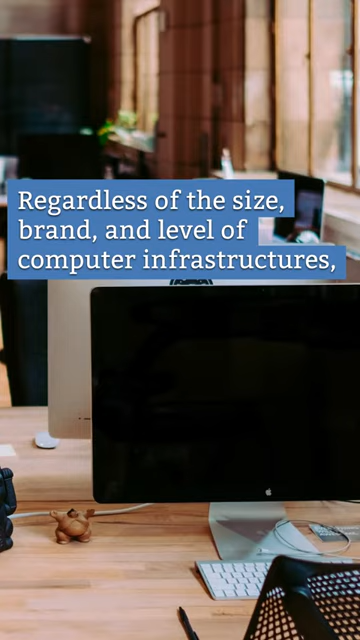 Regardless of the size,
brand, and level of
computer infrastructures,